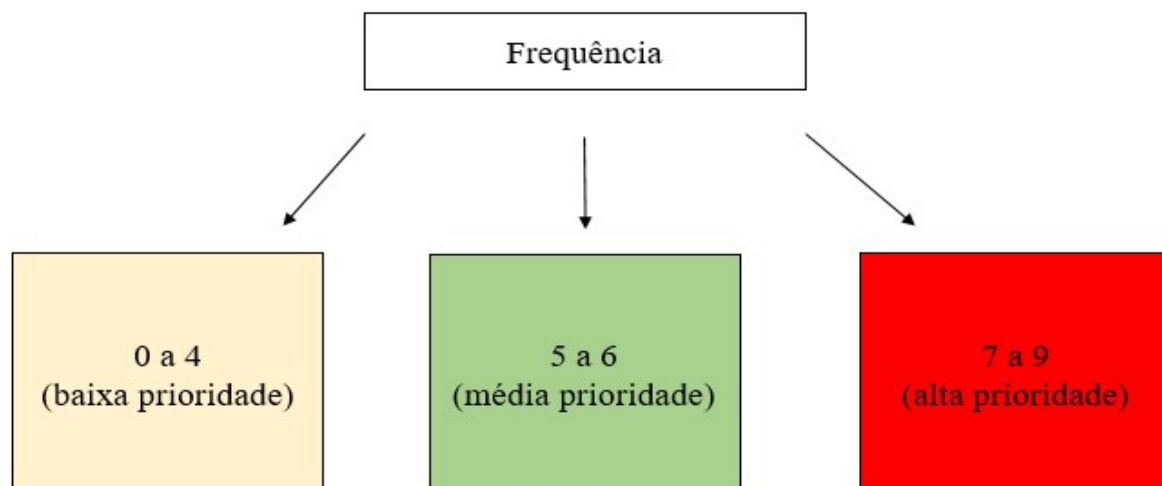 Frequência
0 a 4
(baixa prioridade)
5 a 6
(média prioridade)
7 a 9
(alta prioridade)